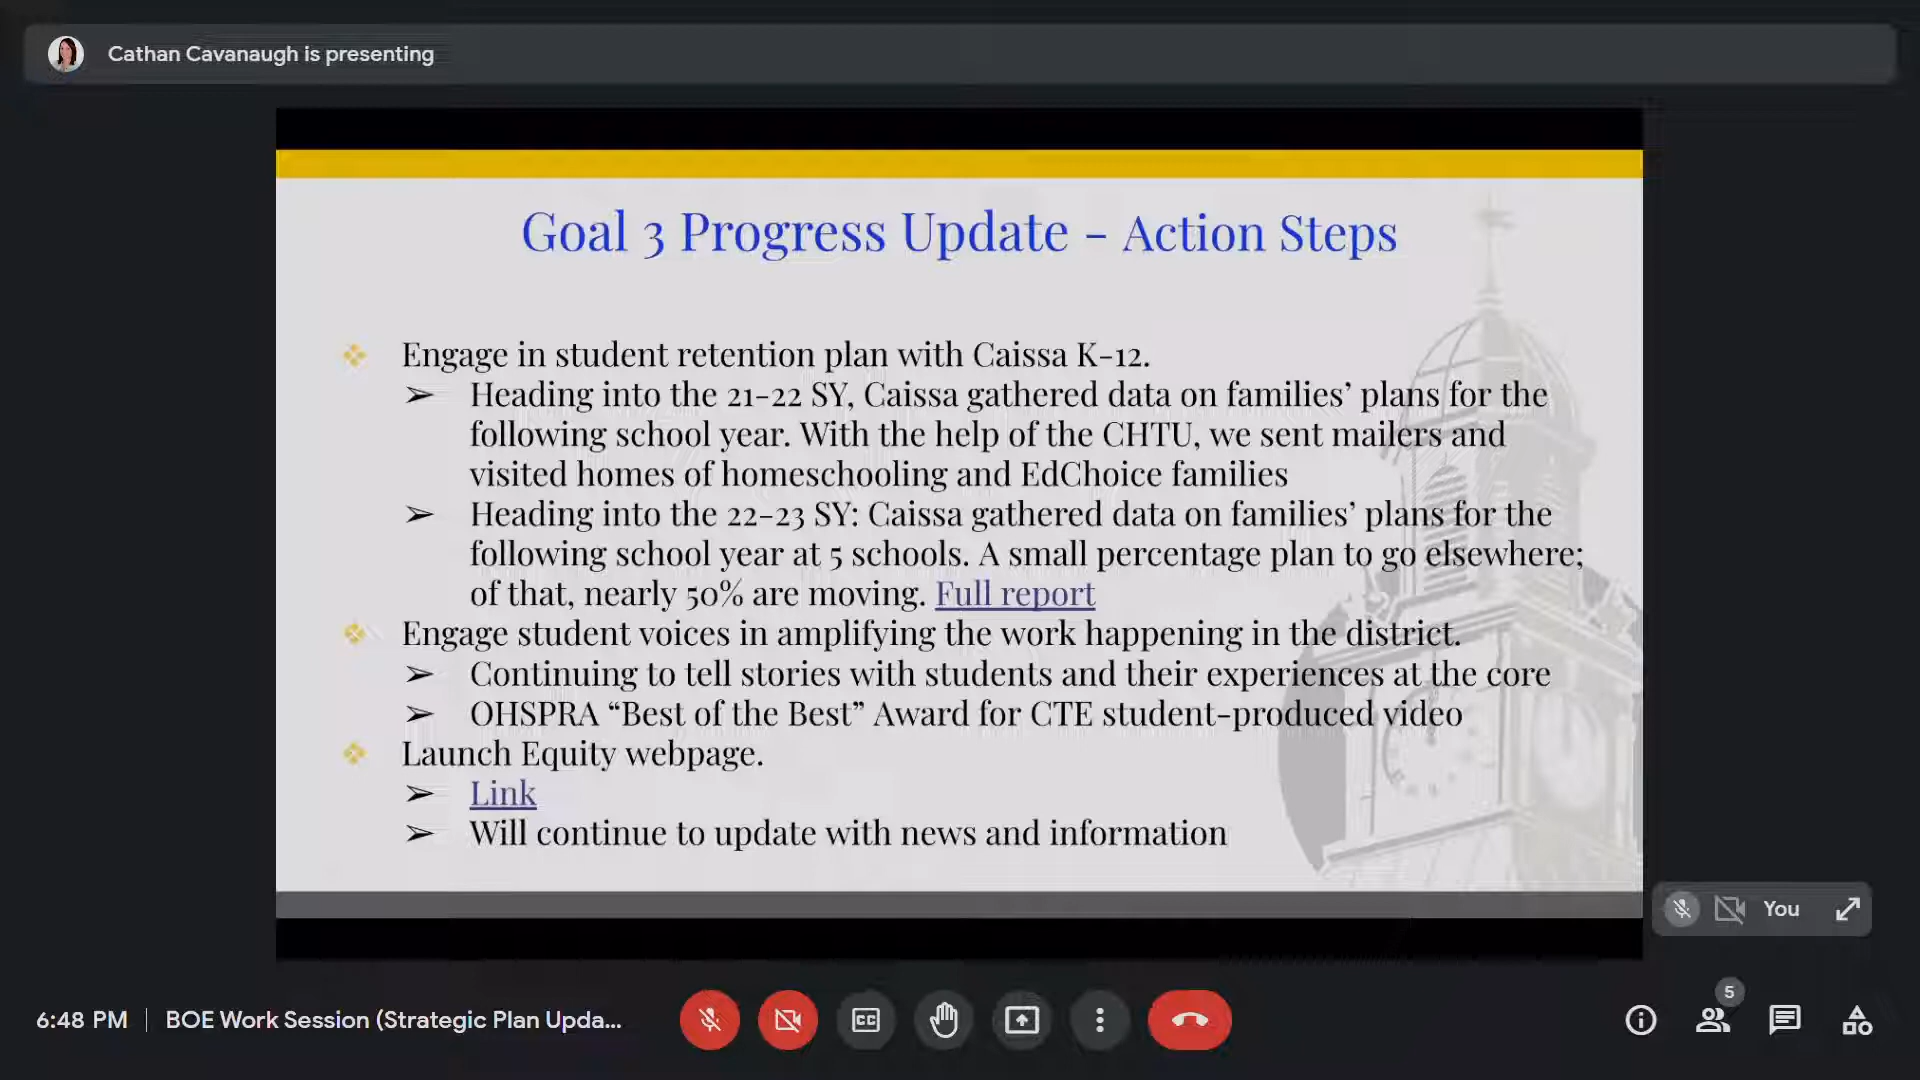 Cathan Cavanaugh is presenting
Goal 3 Progress Update - Action Steps
Engage in student retention plan with Caissa K-12.
Heading into the 21-22 SY, Caissa gathered data on families’ plans for the
following school year. With the help of the CHTU, we sent mailers and
visited homes of homeschooling and EdChoice families
Heading into the 22-23 SY: Caissa gathered data on families’ plans for the
following school year at 5 schools. A small percentage plan to go elsewhere;
of that, nearly 50% are moving. Full report
Engage student voices in amplifying the work happening in the district.
Continuing to tell stories with students and their experiences at the core
OHSPRA “Best of the Best” Award for CTE student-produced video
Launch Equity webpage.
Link
Will continue to update with news and information
You
5
6:48 PM | BOE Work Session (Strategic Plan Upda...
CC